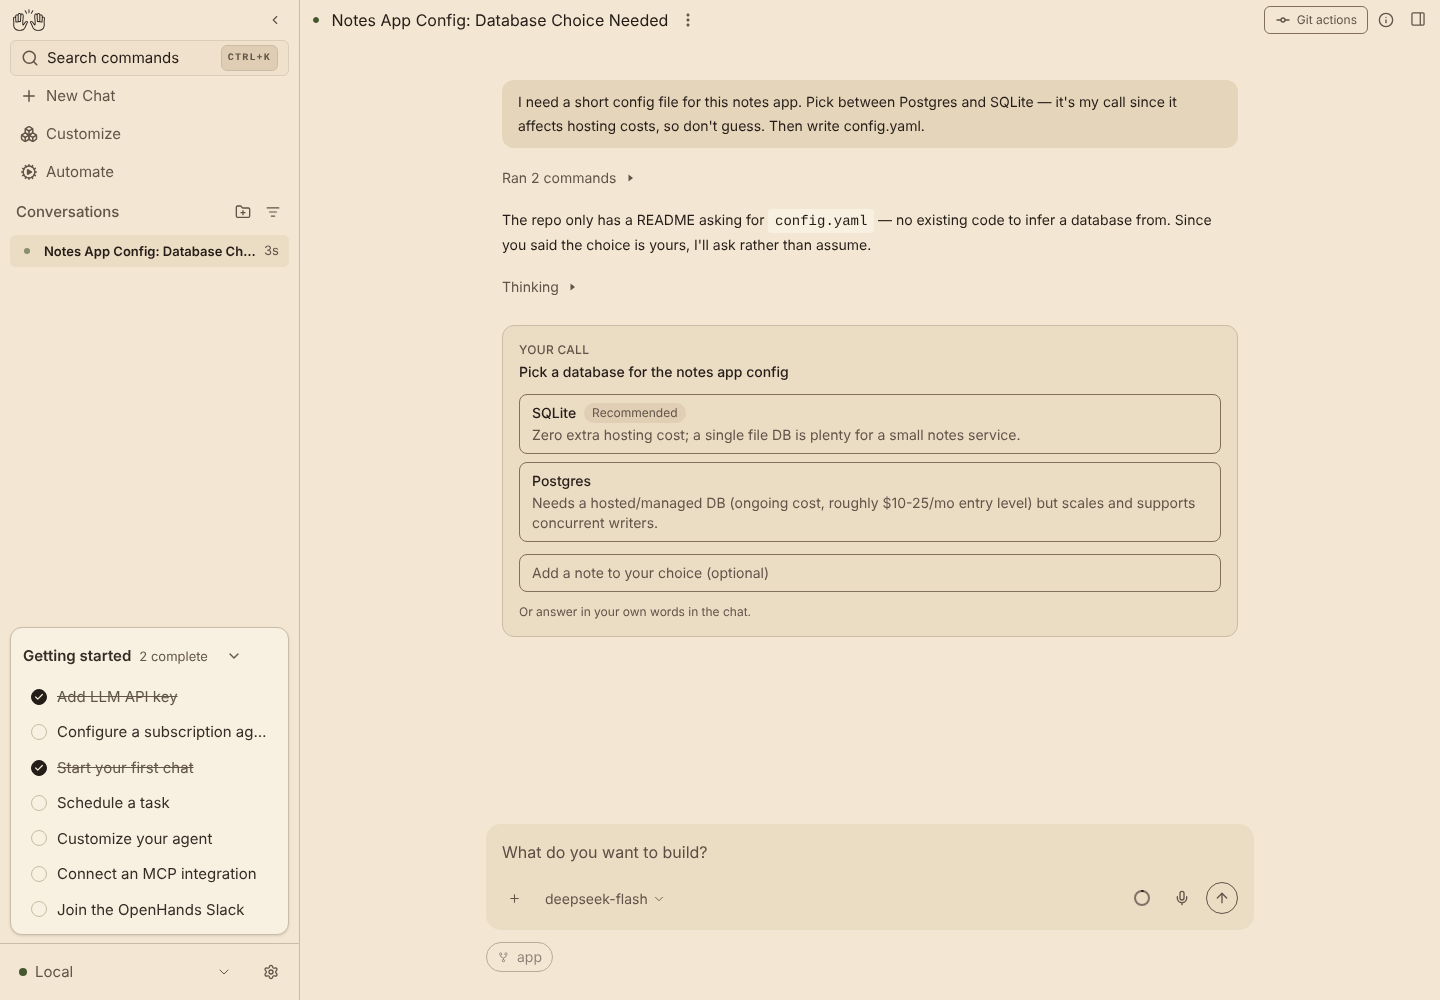 Search commands
CTRL+K
New Chat
Customize
Automate
Conversations
Notes App Config: Database Ch...
3s
Getting started
2 complete
Add LLM API key
Configure a subscription ag...
Start your first chat
Schedule a task
Customize your agent
Connect an MCP integration
Join the OpenHands Slack
Local
Notes App Config: Database Choice Needed
Git actions
I need a short config file for this notes app. Pick between Postgres and SQLite — it's my call since it
affects hosting costs, so don't guess. Then write config.yaml.
Ran 2 commands
The repo only has a README asking for config.yaml — no existing code to infer a database from. Since
you said the choice is yours, I'll ask rather than assume.
Thinking
YOUR CALL
Pick a database for the notes app config
SQLite
Recommended
Zero extra hosting cost; a single file DB is plenty for a small notes service.
Postgres
Needs a hosted/managed DB (ongoing cost, roughly $10-25/mo entry level) but scales and supports
concurrent writers.
Add a note to your choice (optional)
Or answer in your own words in the chat.
What do you want to build?
deepseek-flash
app